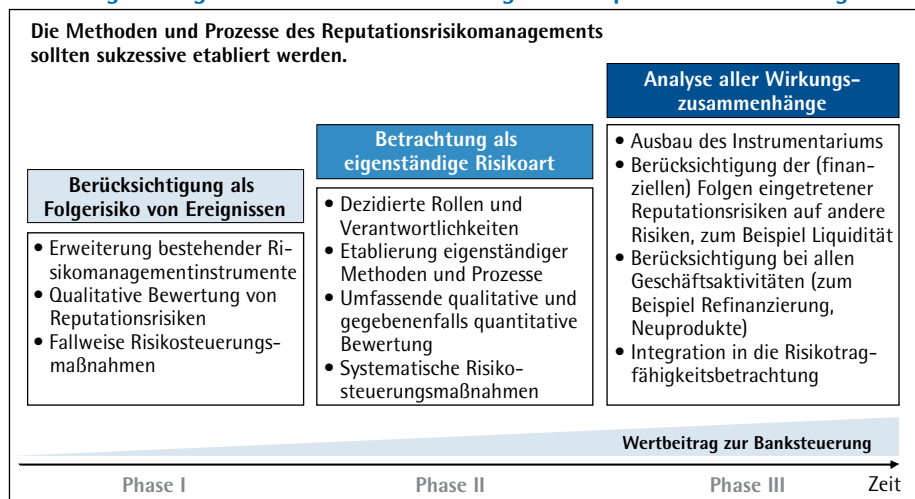 Die Methoden und Prozesse des Reputationsrisikomanagements
sollten sukzessive etabliert werden.
Analyse aller Wirkungs-
zusammenhänge
• Ausbau des Instrumentariums
• Berücksichtigung der (finan-
ziellen) Folgen eingetretener
Reputationsrisiken auf andere
Risiken, zum Beispiel Liquidität
• Berücksichtigung bei allen
Geschäftsaktivitäten (zum
Beispiel Refinanzierung,
Neuprodukte)
• Integration in die Risikotrag-
fähigkeitsbetrachtung
Betrachtung als
eigenständige Risikoart
• Dezidierte Rollen und
Verantwortlichkeiten
• Etablierung eigenständiger
Methoden und Prozesse
• Umfassende qualitative und
gegebenenfalls quantitative
Bewertung
• Systematische Risiko-
steuerungsmaßnahmen
Berücksichtigung als
Folgerisiko von Ereignissen
• Erweiterung bestehender Ri-
sikomanagementinstrumente
• Qualitative Bewertung von
Reputationsrisiken
• Fallweise Risikosteuerungs-
maßnahmen
Wertbeitrag zur Banksteuerung
Phase I
Phase II
Phase III
Zeit